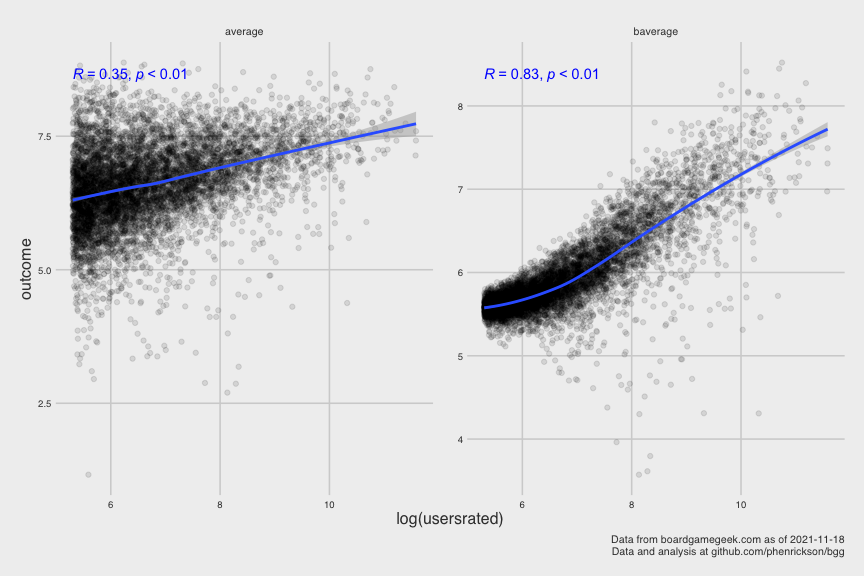 average
baverage
R = 0.35, p < 0.01
R = 0.83, p < 0.01
outcome
7.5
5.0
2.5
8
7
6
5
4
6
8
10
6
8
10
log(usersrated)
Data from boardgamegeek.com as of 2021-11-18
Data and analysis at github.com/phenrickson/bgg